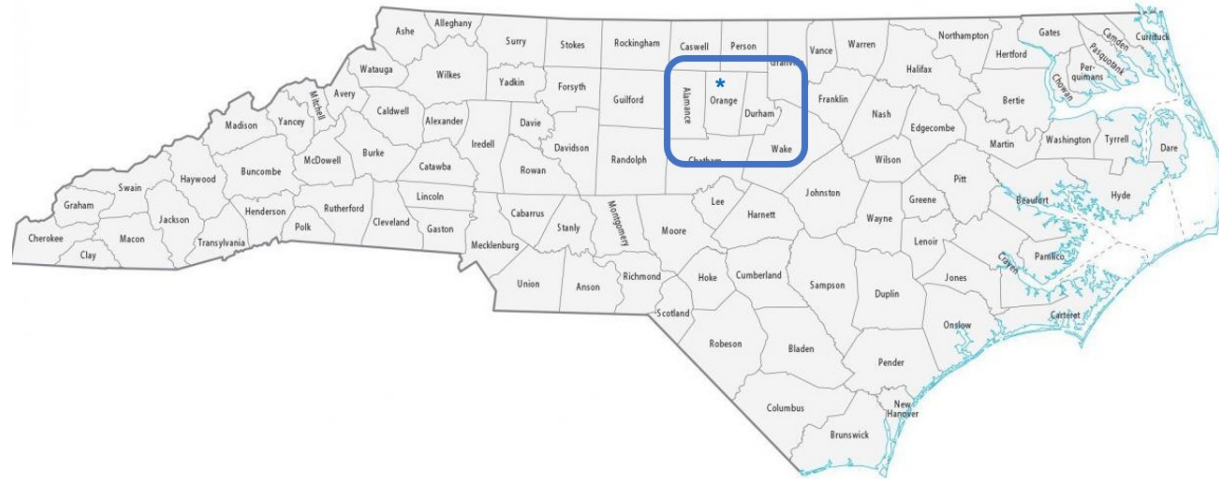 Ashe
Alleghany
Surry
Stokes
Rockingham
Caswell
Person
Granville
Vance
Warren
Northampton
Gates
Camden
Currituck
Pasquotank
Per-
quimans
Chowan
Hertford
Halifax
Bertie
Watauga
Wilkes
Yadkin
Forsyth
Guilford
Alamance
*
Orange
Durham
Franklin
Nash
Edgecombe
Martin
Washington
Tyrrell
Dare
Mitchell
Avery
Caldwell
Alexander
Iredell
Davie
Davidson
Randolph
Chatham
Wake
Wilson
Pitt
Beaufort
Hyde
Madison
Yancey
McDowell
Burke
Catawba
Rowan
Haywood
Buncombe
Swain
Graham
Jackson
Henderson
Rutherford
Polk
Cleveland
Lincoln
Gaston
Cabarrus
Stanly
Montgomery
Moore
Lee
Harnett
Johnston
Wayne
Greene
Lenoir
Craven
Pamlico
Cherokee
Macon
Clay
Transylvania
Mecklenburg
Union
Anson
Richmond
Scotland
Hoke
Cumberland
Sampson
Duplin
Jones
Onslow
Carteret
Robeson
Bladen
Pender
Columbus
New
Hanover
Brunswick